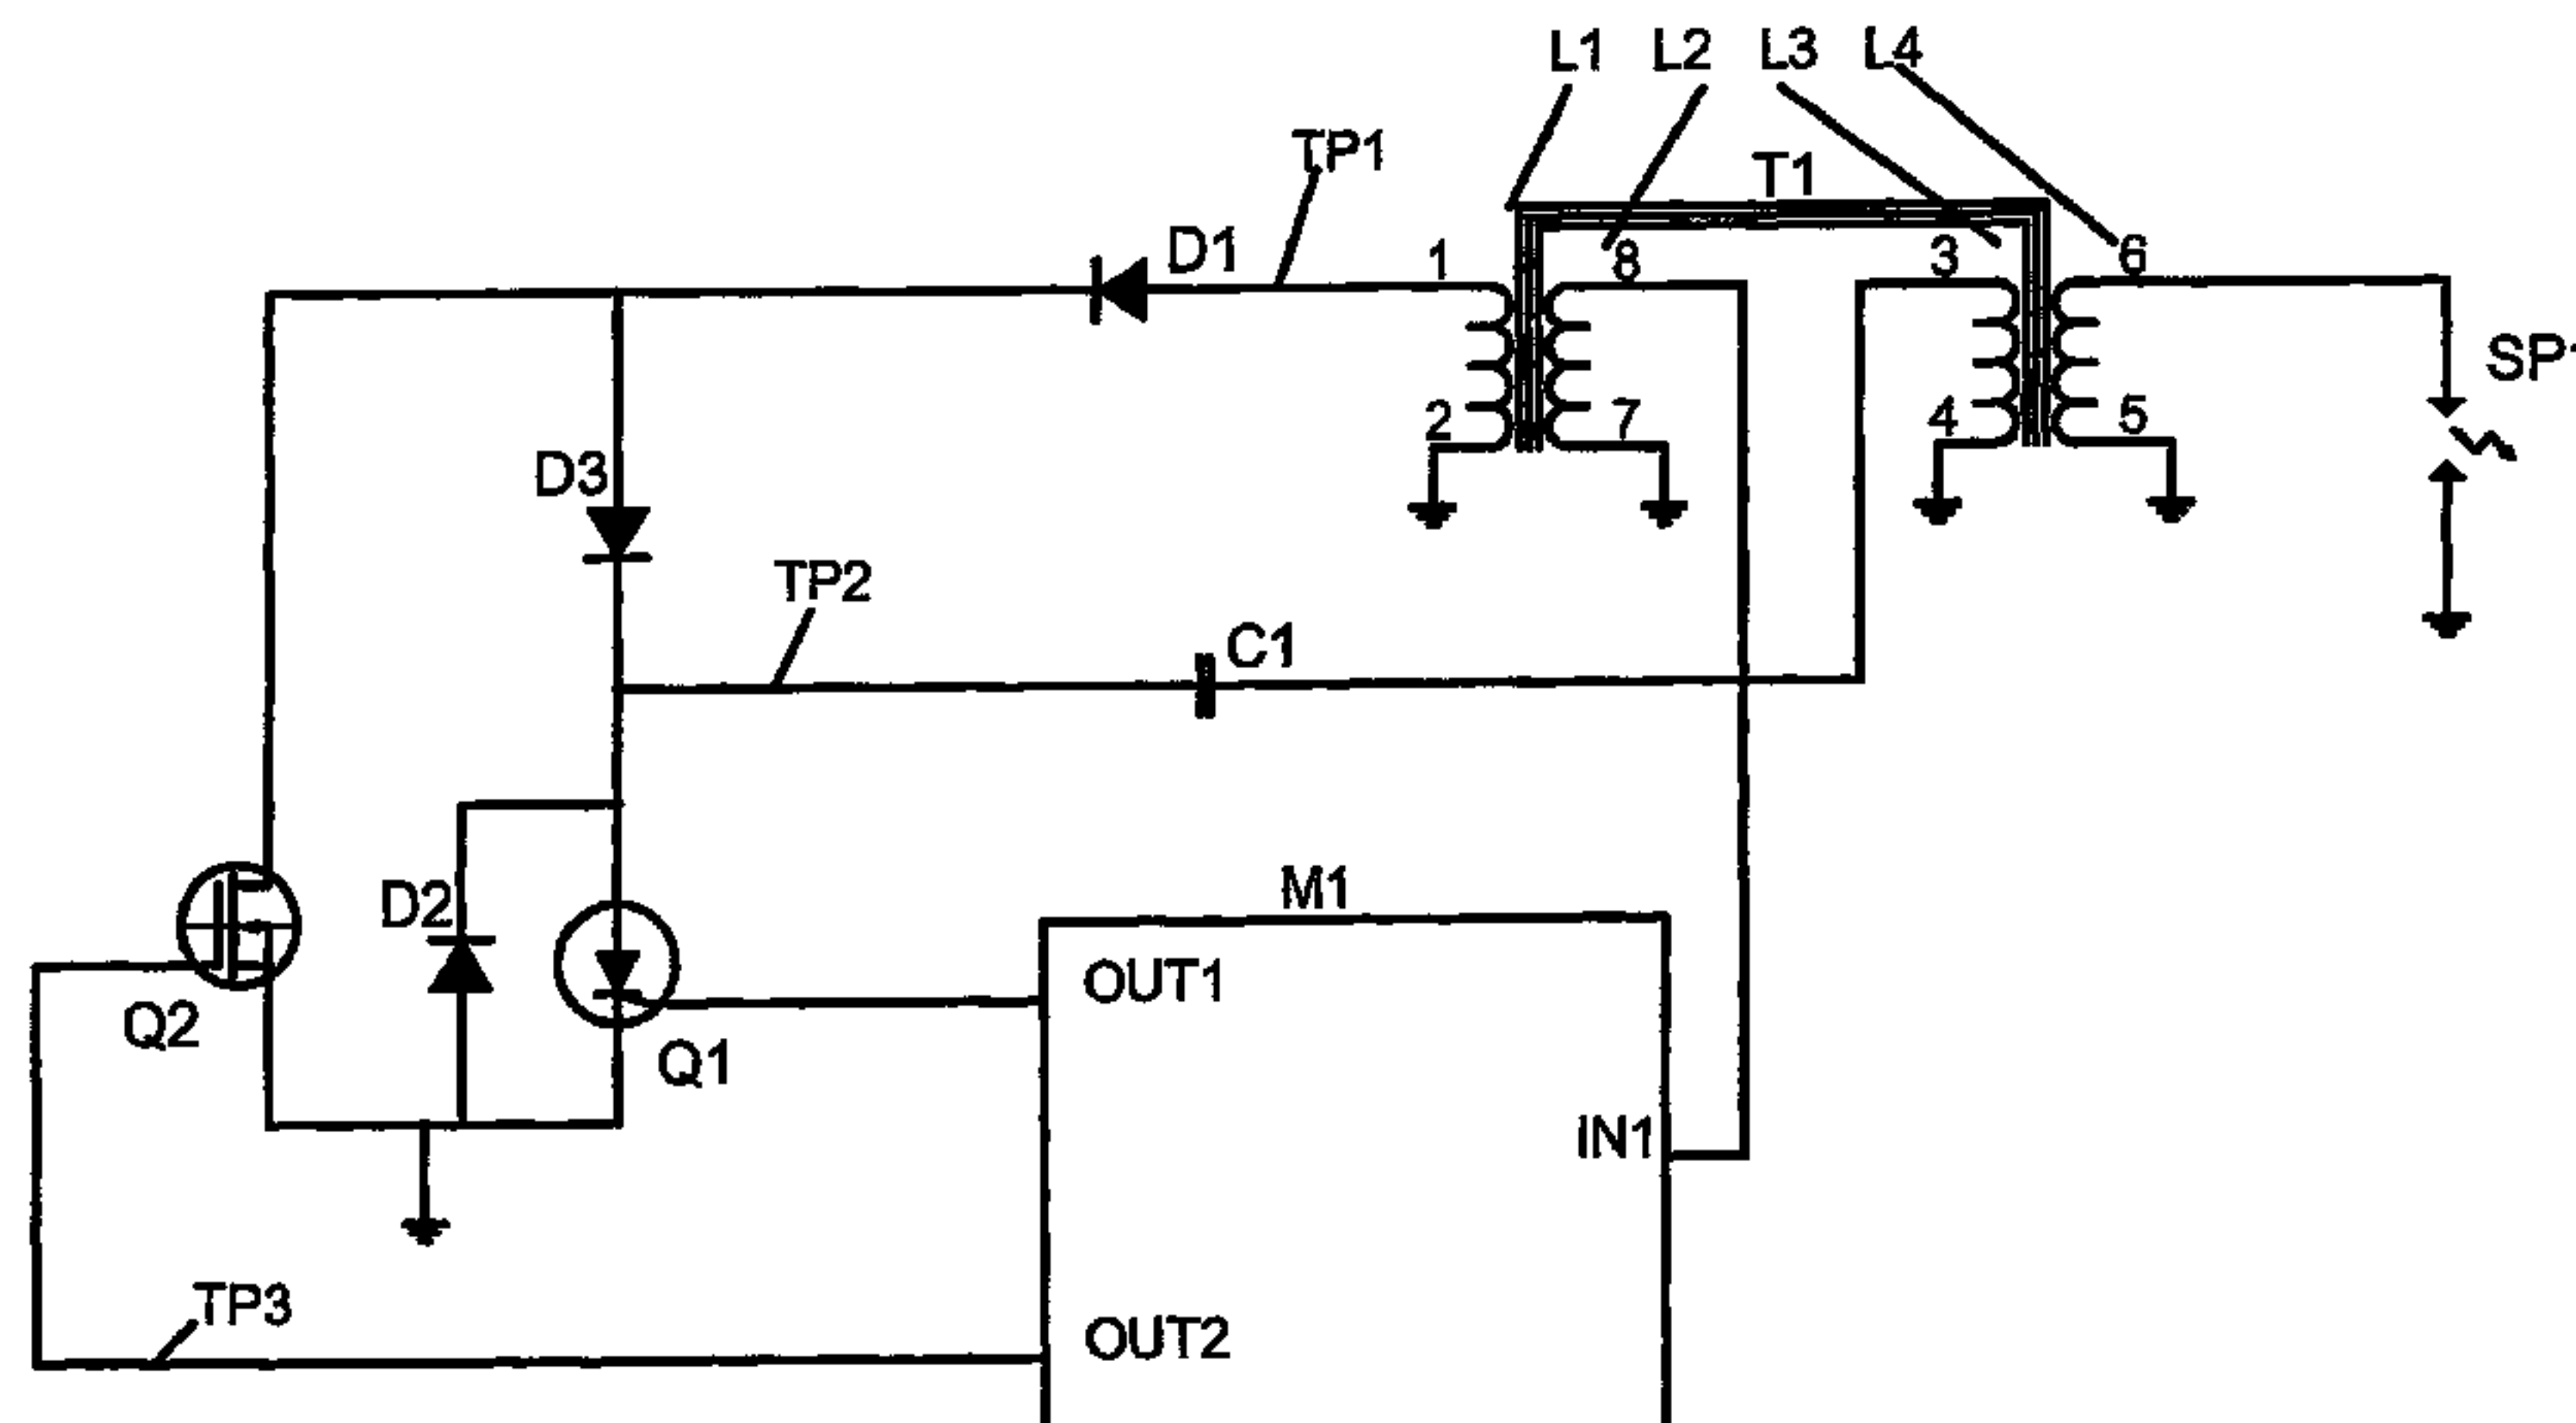 L1 L2 L3 L4
TP1
T1
D1
1 8 3 6
SP1
2 7 4 5
D3
TP2
C1
M1
D2
OUT1
Q2
Q1
IN1
TP3
OUT2